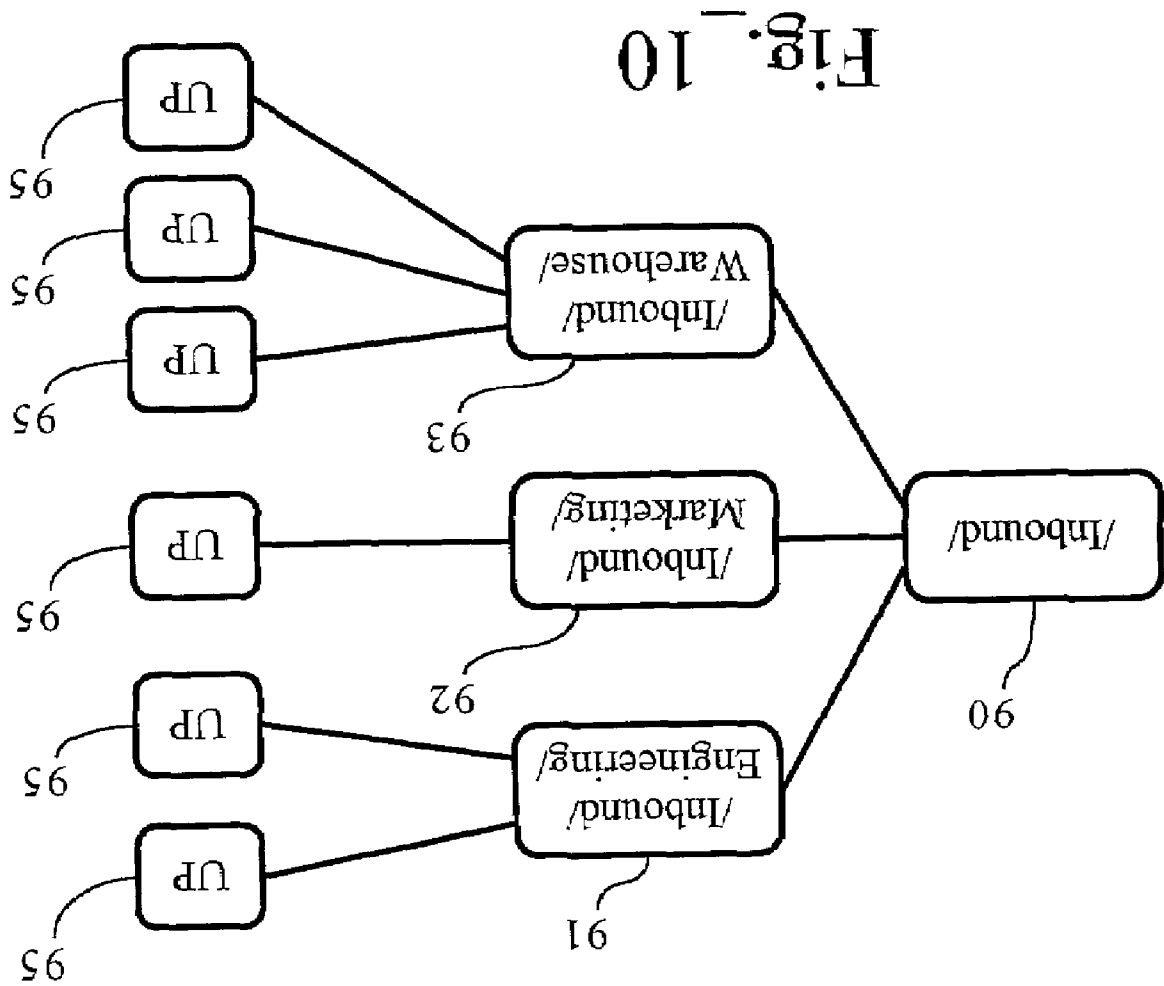 95
91
UP
/Inbound/
Engineering/
95
UP
90
92
95
/Inbound/
/Inbound/
Marketing/
UP
93
95
/Inbound/
Warehouse/
UP
95
UP
95
UP
Fig._10